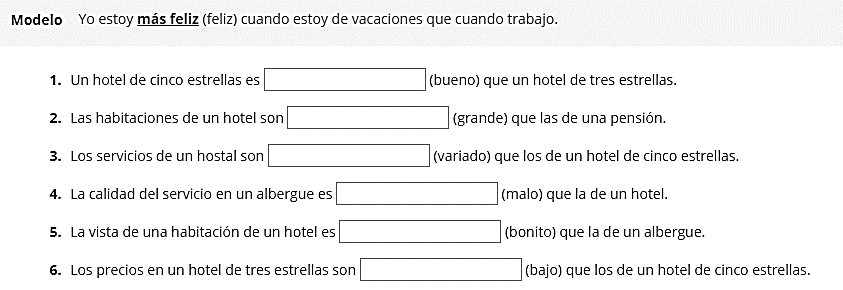 Modelo Yo estoy más feliz (feliz) cuando estoy de vacaciones que cuando trabajo.
1. Un hotel de cinco estrellas es (bueno) que un hotel de tres estrellas.
2. Las habitaciones de un hotel son (grande) que las de una pensión.
3. Los servicios de un hostal son (variado) que los de un hotel de cinco estrellas.
4. La calidad del servicio en un albergue es (malo) que la de un hotel.
5. La vista de una habitación de un hotel es (bonito) que la de un albergue.
6. Los precios en un hotel de tres estrellas son (bajo) que los de un hotel de cinco estrellas.